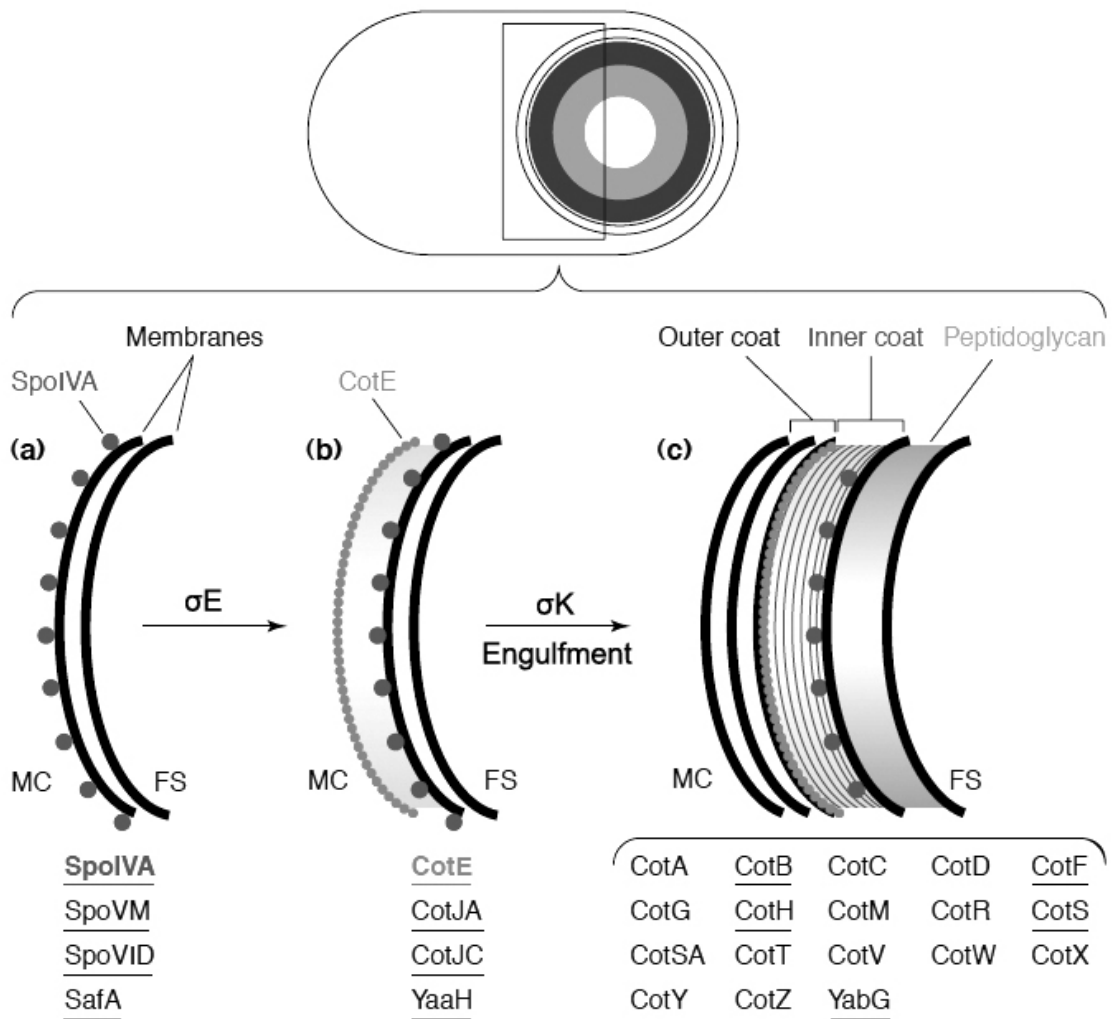 Membranes
SpoIVA
CotE
Outer coat
Inner coat
Peptidoglycan
(a)
(b)
(c)
σE
σK
Engulfment
MC
FS
MC
FS
MC
FS
SpoIVA
SpoVM
SpoVID
SafA
CotE
CotJA
CotJC
YaaH
CotA CotB CotC CotD CotF
CotG CotH CotM CotR CotS
CotSA CotT CotV CotW CotX
CotY CotZ YabG